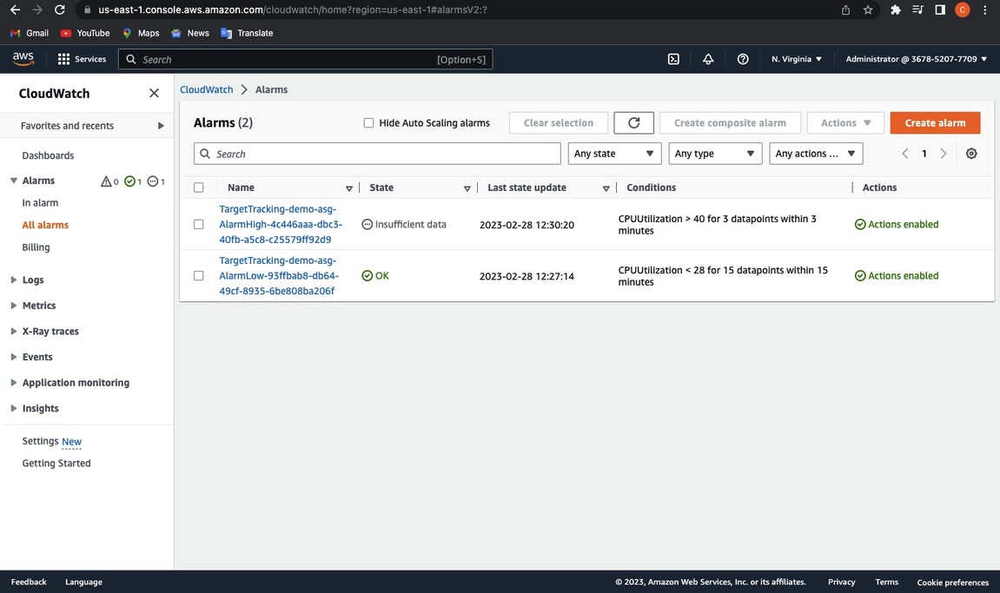 us-east-1.console.aws.amazon.com/cloudwatch/home?region=us-east-1#alarmsV2:?
C
Gmail
YouTube
Maps
News
Translate
aws
Services
Search
[Option+S]
N. Virginia
Administrator @ 3678-5207-7709
CloudWatch
Favorites and recents
Dashboards
Alarms
0
1
1
In alarm
All alarms
Billing
Logs
Metrics
X-Ray traces
Events
Application monitoring
Insights
Settings New
Getting Started
CloudWatch
Alarms
Alarms (2)
Hide Auto Scaling alarms
Clear selection
Create composite alarm
Actions
Create alarm
Search
Any state
Any type
Any actions ...
1
Name
State
Last state update
Conditions
Actions
TargetTracking-demo-asg-
AlarmHigh-4c446aaa-dbc3-
40fb-a5c8-c25579ff92d9
Insufficient data
2023-02-28 12:30:20
CPUUtilization > 40 for 3 datapoints within 3
minutes
Actions enabled
TargetTracking-demo-asg-
AlarmLow-93ffbab8-db64-
49cf-8935-6be808ba206f
OK
2023-02-28 12:27:14
CPUUtilization < 28 for 15 datapoints within 15
minutes
Actions enabled
Feedback
Language
© 2023, Amazon Web Services, Inc. or its affiliates.
Privacy
Terms
Cookie preferences